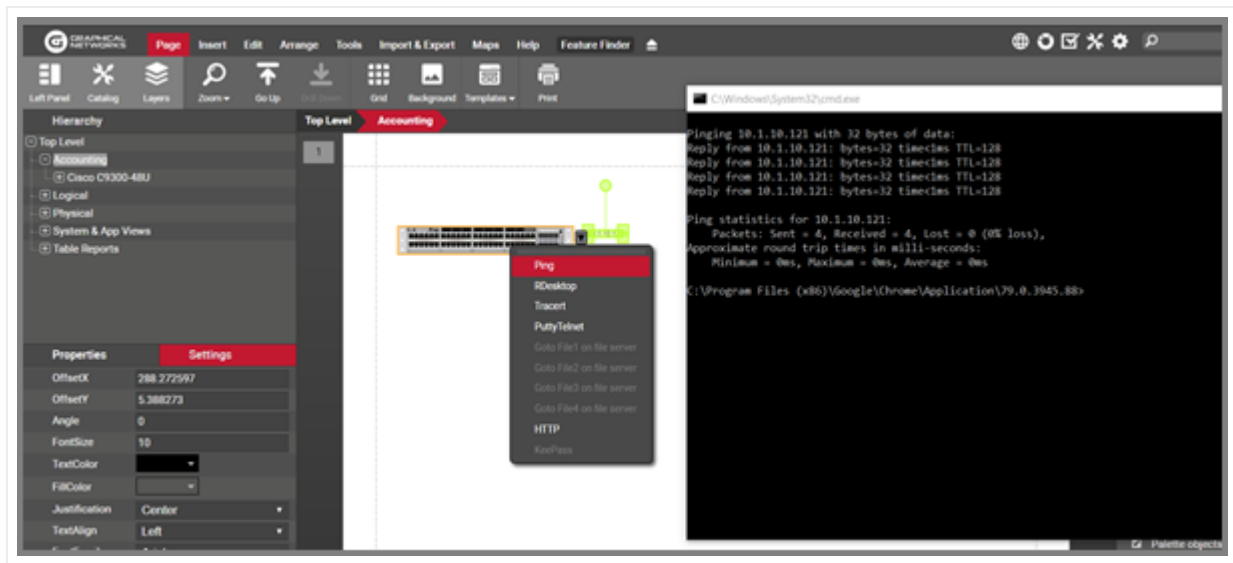 GRAPHICAL NETWORKS
Page Insert Edit Arrange Tools Import & Export Maps Help Feature Finder
Left Panel Catalog Layers Zoom Go Up Drill Down Grid Background Templates Print
Hierarchy
Top Level Accounting
Top Level
Accounting
Cisco C9300-48U
Logical
Physical
System & App Views
Table Reports
1
Ping
RDesktop
Tracert
PuttyTelnet
Goto File1 on file server
Goto File2 on file server
Goto File3 on file server
Goto File4 on file server
HTTP
KeePass
Properties Settings
OffsetX 288.272597
OffsetY 5.388273
Angle 0
FontSize 10
TextColor
FillColor
Justification Center
TextAlign Left
C:\Windows\System32\cmd.exe
Pinging 10.1.10.121 with 32 bytes of data:
Reply from 10.1.10.121: bytes=32 time<1ms TTL=128
Reply from 10.1.10.121: bytes=32 time<1ms TTL=128
Reply from 10.1.10.121: bytes=32 time<1ms TTL=128
Reply from 10.1.10.121: bytes=32 time<1ms TTL=128
Ping statistics for 10.1.10.121:
Packets: Sent = 4, Received = 4, Lost = 0 (0% loss),
Approximate round trip times in milli-seconds:
Minimum = 0ms, Maximum = 0ms, Average = 0ms
C:\Program Files (x86)\Google\Chrome\Application\79.0.3945.88>
Palette objects